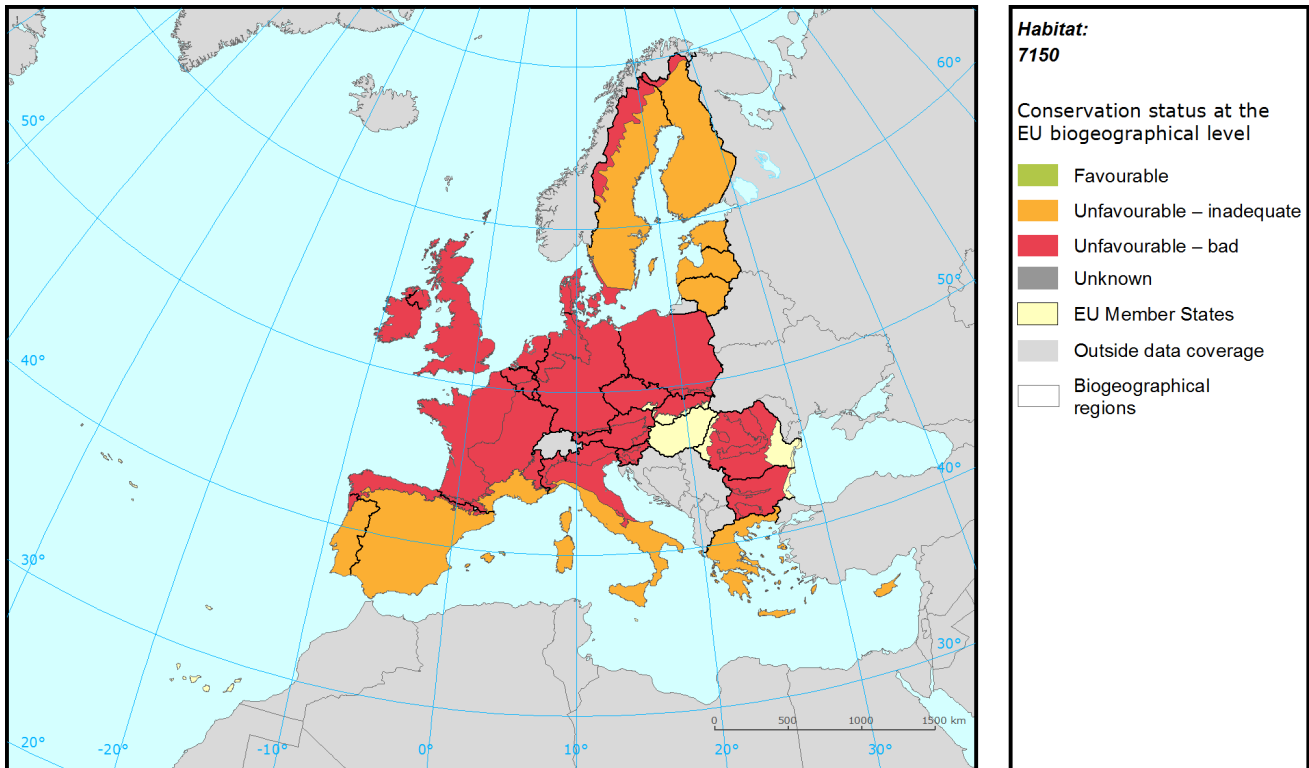 Habitat:
7150
Conservation status at the
EU biogeographical level
Favourable
Unfavourable – inadequate
Unfavourable – bad
Unknown
EU Member States
Outside data coverage
Biogeographical
regions
60°
50°
50°
40°
40°
30°
30°
0 500 1000 1500 km
20° -20° -10° 0° 10° 20° 30°